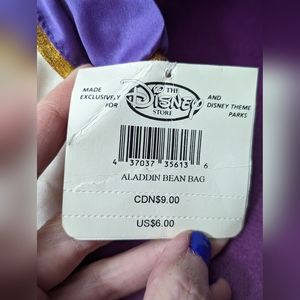 MADE EXCLUSIVELY FOR
THE
Disney
STORE
AND DISNEY THEME PARKS
4 37037 35613 6
ALADDIN BEAN BAG
CDN$9.00
US$6.00